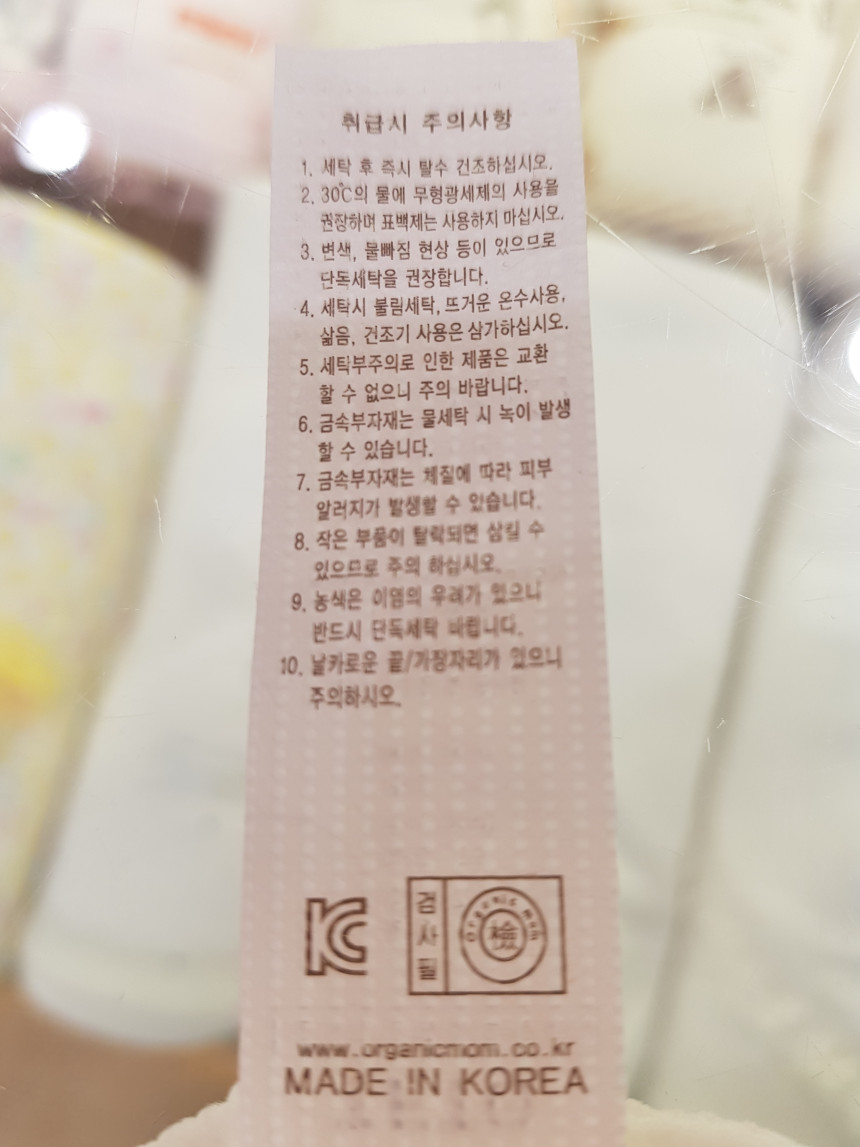 취급시 주의사항
1. 세탁 후 즉시 탈수 건조하십시오.
2. 30℃의 물에 무형광세제의 사용을
권장하며 표백제는 사용하지 마십시오.
3. 변색, 물빠짐 현상 등이 있으므로
단독세탁을 권장합니다.
4. 세탁시 불림세탁, 뜨거운 온수사용,
삶음, 건조기 사용은 삼가하십시오.
5. 세탁부주의로 인한 제품은 교환
할 수 없으니 주의 바랍니다.
6. 금속부자재는 물세탁 시 녹이 발생
할 수 있습니다.
7. 금속부자재는 체질에 따라 피부
알러지가 발생할 수 있습니다.
8. 작은 부품이 탈락되면 삼킬 수
있으므로 주의 하십시오.
9. 농색은 이염의 우려가 있으니
반드시 단독세탁 바랍니다.
10. 날카로운 끝/가장자리가 있으니
주의하시오.
KC
검사필
Organic mom
檢
www.organicmom.co.kr
MADE IN KOREA